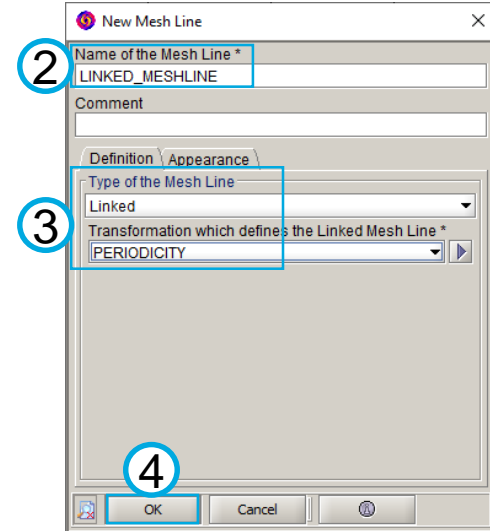 New Mesh Line
2
Name of the Mesh Line *
LINKED_MESHLINE
Comment
Definition Appearance
Type of the Mesh Line
3
Linked
Transformation which defines the Linked Mesh Line *
PERIODICITY
4
OK Cancel